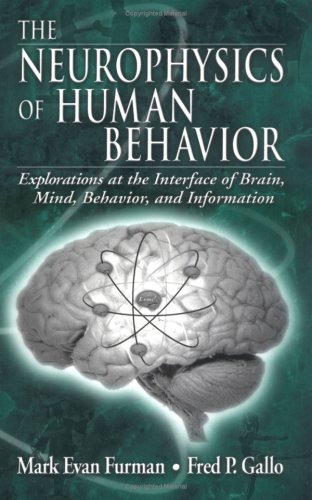 THE
NEUROPHYSICS
OF HUMAN
BEHAVIOR
Explorations at the Interface of Brain,
Mind, Behavior, and Information
Mark Evan Furman • Fred P. Gallo